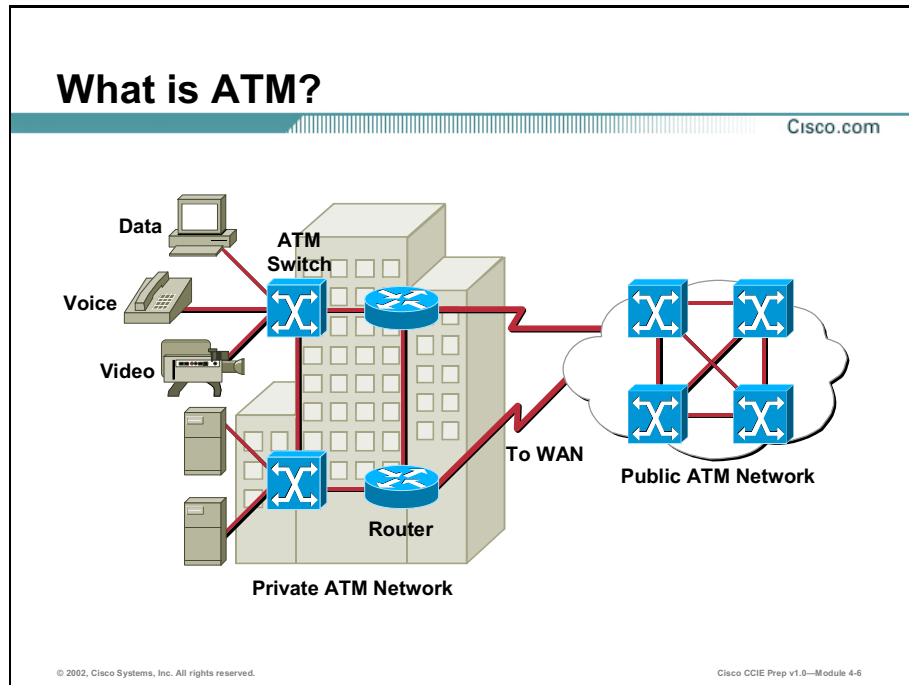 What is ATM?
Cisco.com
Data
ATM
Switch
Voice
Video
To WAN
Public ATM Network
Router
Private ATM Network
© 2002, Cisco Systems, Inc. All rights reserved.
Cisco CCIE Prep v1.0—Module 4-6